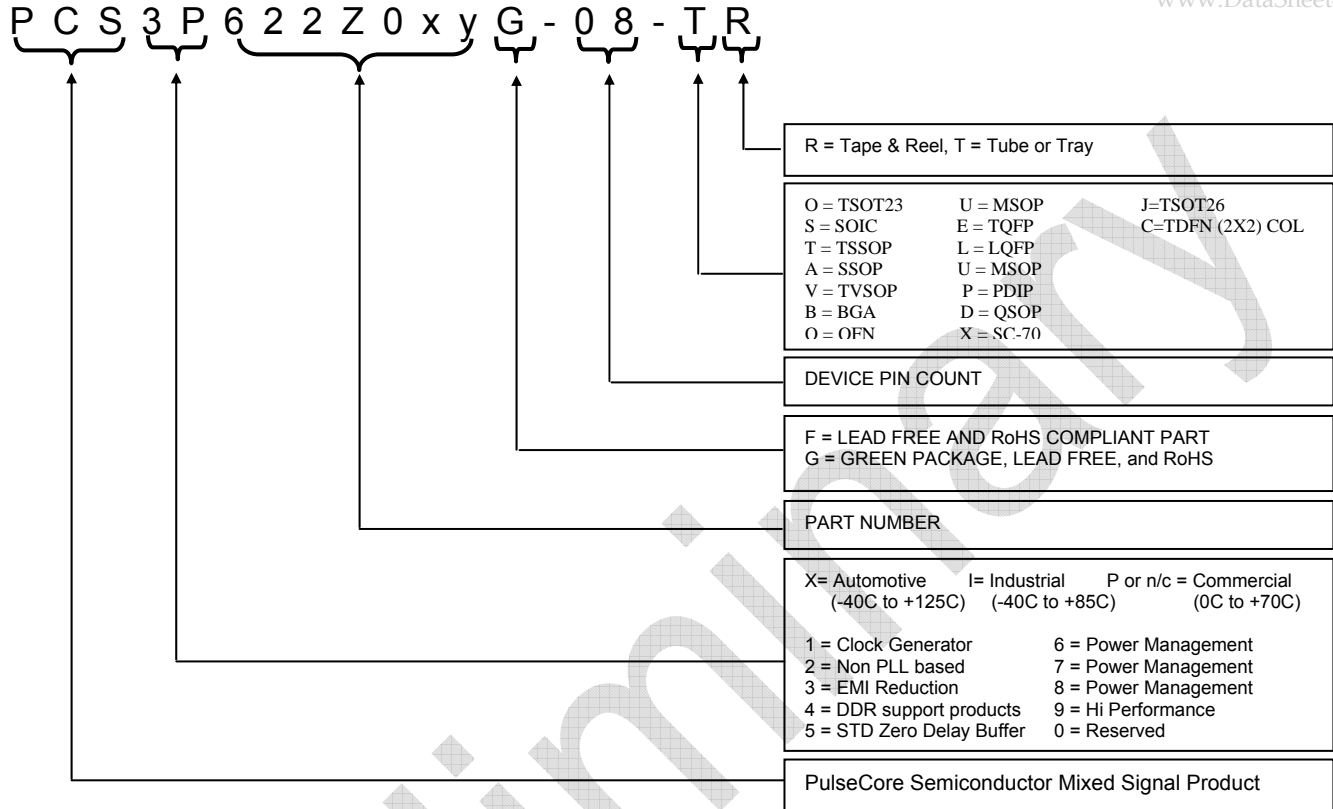 www.DataSheet
P C S 3 P 6 2 2 Z 0 x y G - 0 8 - T R
R = Tape & Reel, T = Tube or Tray
O = TSOT23 U = MSOP J=TSOT26
S = SOIC E = TQFP C=TDFN (2X2) COL
T = TSSOP L = LQFP
A = SSOP U = MSOP
V = TVSOP P = PDIP
B = BGA D = QSOP
Q = QFN X = SC-70
DEVICE PIN COUNT
F = LEAD FREE AND RoHS COMPLIANT PART
G = GREEN PACKAGE, LEAD FREE, and RoHS
PART NUMBER
X= Automotive I= Industrial P or n/c = Commercial
(-40C to +125C) (-40C to +85C) (0C to +70C)
1 = Clock Generator 6 = Power Management
2 = Non PLL based 7 = Power Management
3 = EMI Reduction 8 = Power Management
4 = DDR support products 9 = Hi Performance
5 = STD Zero Delay Buffer 0 = Reserved
PulseCore Semiconductor Mixed Signal Product
iminary